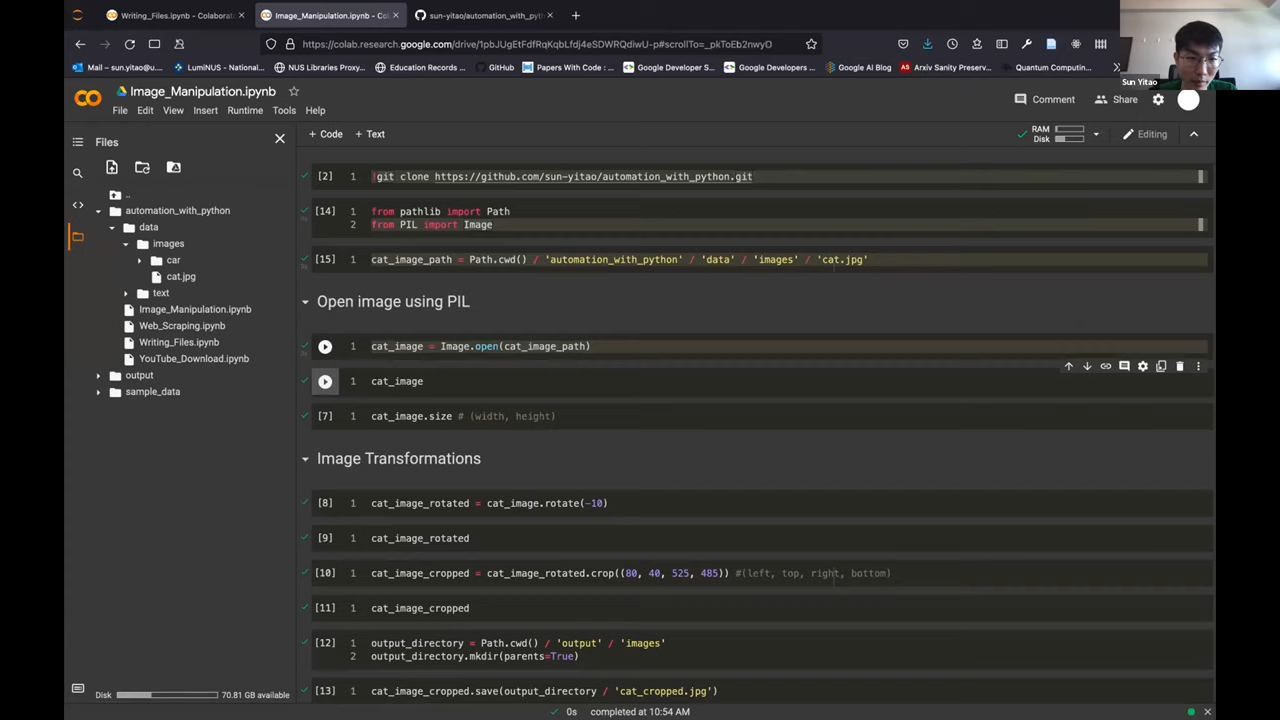 Writing_Files.ipynb - Colaborat
Image_Manipulation.ipynb - Co
sun-yitao/automation_with_pyth
https://colab.research.google.com/drive/1pbJUgEtFdfRqKqbLfdj4eSDWRQdiwU-p#scrollTo=_pkToEb2nwyO
Mail – sun.yitao@u....
LumiNUS - National...
NUS Libraries Proxy...
Education Records ...
GitHub
Papers With Code : ...
Google Developer S...
Google Developers ...
Google AI Blog
Arxiv Sanity Preserv...
Quantum Computing...
Sun Yitao
Image_Manipulation.ipynb
File Edit View Insert Runtime Tools Help
Comment
Share
Files
+ Code + Text
RAM
Disk
Editing
..
automation_with_python
data
images
car
cat.jpg
text
Image_Manipulation.ipynb
Web_Scraping.ipynb
Writing_Files.ipynb
YouTube_Download.ipynb
output
sample_data
Disk 70.81 GB available
[2] 1 !git clone https://github.com/sun-yitao/automation_with_python.git
[14] 1 from pathlib import Path
2 from PIL import Image
[15] 1 cat_image_path = Path.cwd() / 'automation_with_python' / 'data' / 'images' / 'cat.jpg'
Open image using PIL
1 cat_image = Image.open(cat_image_path)
1 cat_image
[7] 1 cat_image.size # (width, height)
Image Transformations
[8] 1 cat_image_rotated = cat_image.rotate(-10)
[9] 1 cat_image_rotated
[10] 1 cat_image_cropped = cat_image_rotated.crop((80, 40, 525, 485)) #(left, top, right, bottom)
[11] 1 cat_image_cropped
[12] 1 output_directory = Path.cwd() / 'output' / 'images'
2 output_directory.mkdir(parents=True)
[13] 1 cat_image_cropped.save(output_directory / 'cat_cropped.jpg')
0s completed at 10:54 AM